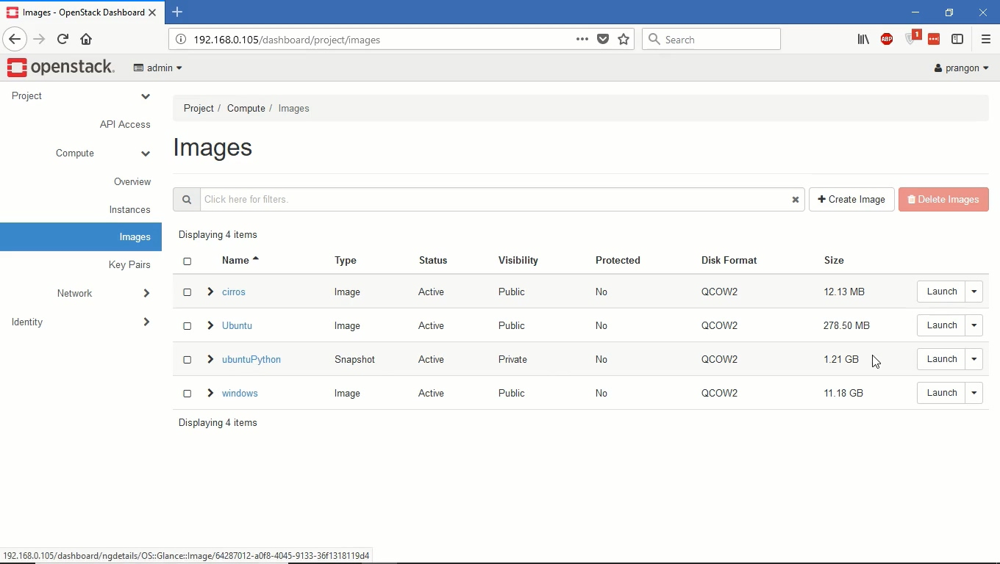 Images - OpenStack Dashboard
192.168.0.105/dashboard/project/images
Search
ABP
1
openstack.
admin
prangon
Project
API Access
Compute
Overview
Instances
Images
Key Pairs
Network
Identity
Project / Compute / Images
Images
Click here for filters.
Create Image
Delete Images
Displaying 4 items
Name Type Status Visibility Protected Disk Format Size
cirros Image Active Public No QCOW2 12.13 MB Launch
Ubuntu Image Active Public No QCOW2 278.50 MB Launch
ubuntuPython Snapshot Active Private No QCOW2 1.21 GB Launch
windows Image Active Public No QCOW2 11.18 GB Launch
Displaying 4 items
192.168.0.105/dashboard/ngdetails/OS::Glance::Image/64287012-a0f8-4045-9133-36f1318119d4